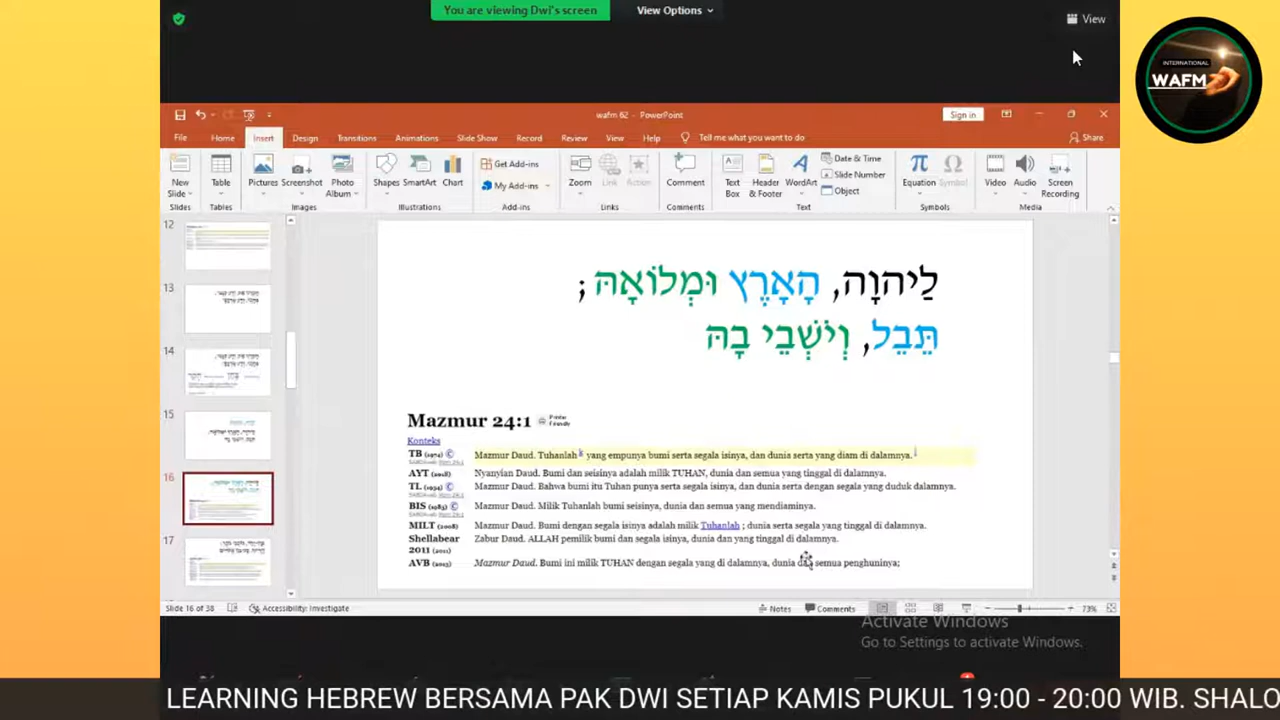 You are viewing Dwi's screen
View Options
View
INTERNATIONAL
WAFM
wafm 62 - PowerPoint
Sign in
File Home Insert Design Transitions Animations Slide Show Record Review View Help Tell me what you want to do
Share
New Slide
Table
Pictures
Screenshot
Photo Album
Shapes
SmartArt
Chart
Get Add-ins
My Add-ins
Zoom
Link
Action
Comment
Text Box
Header & Footer
WordArt
Date & Time
Slide Number
Object
Equation
Symbol
Video
Audio
Screen Recording
Slides
Tables
Images
Illustrations
Add-ins
Links
Comments
Text
Symbols
Media
12
13
14
15
16
17
לַיהוָה, הָאָרֶץ וּמְלוֹאָהּ;
תֵּבֵל, וְיֹשְׁבֵי בָהּ
Mazmur 24:1 Printer Friendly
Konteks
TB (1974) © Mazmur Daud. Tuhanlah yang empunya bumi serta segala isinya, dan dunia serta yang diam di dalamnya.
AYT (2018) Nyanyian Daud. Bumi dan seisinya adalah milik TUHAN, dunia dan semua yang tinggal di dalamnya.
TL (1954) © Mazmur Daud. Bahwa bumi itu Tuhan punya serta segala isinya, dan dunia serta dengan segala yang duduk dalamnya.
BIS (1985) © Milik Tuhanlah bumi seisinya, dunia dan semua yang mendiaminya.
MILT (2008) Mazmur Daud. Bumi dengan segala isinya adalah milik Tuhanlah ; dunia serta segala yang tinggal di dalamnya.
Shellabear 2011 (2011) Zabur Daud. ALLAH pemilik bumi dan segala isinya, dunia dan yang tinggal di dalamnya.
AVB (2015) Mazmur Daud. Bumi ini milik TUHAN dengan segala yang di dalamnya, dunia dan semua penghuninya;
Slide 16 of 38 Accessibility: Investigate
Notes Comments 73%
Activate Windows
Go to Settings to activate Windows.
LEARNING HEBREW BERSAMA PAK DWI SETIAP KAMIS PUKUL 19:00 - 20:00 WIB. SHALO